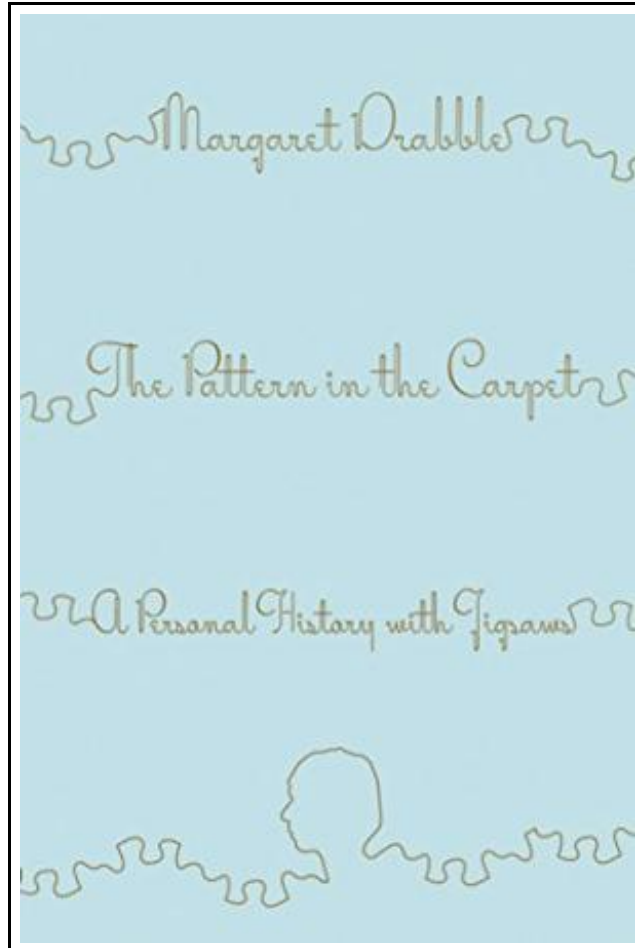 Margaret Drabble
The Pattern in the Carpet
A Personal History with Jigsaws